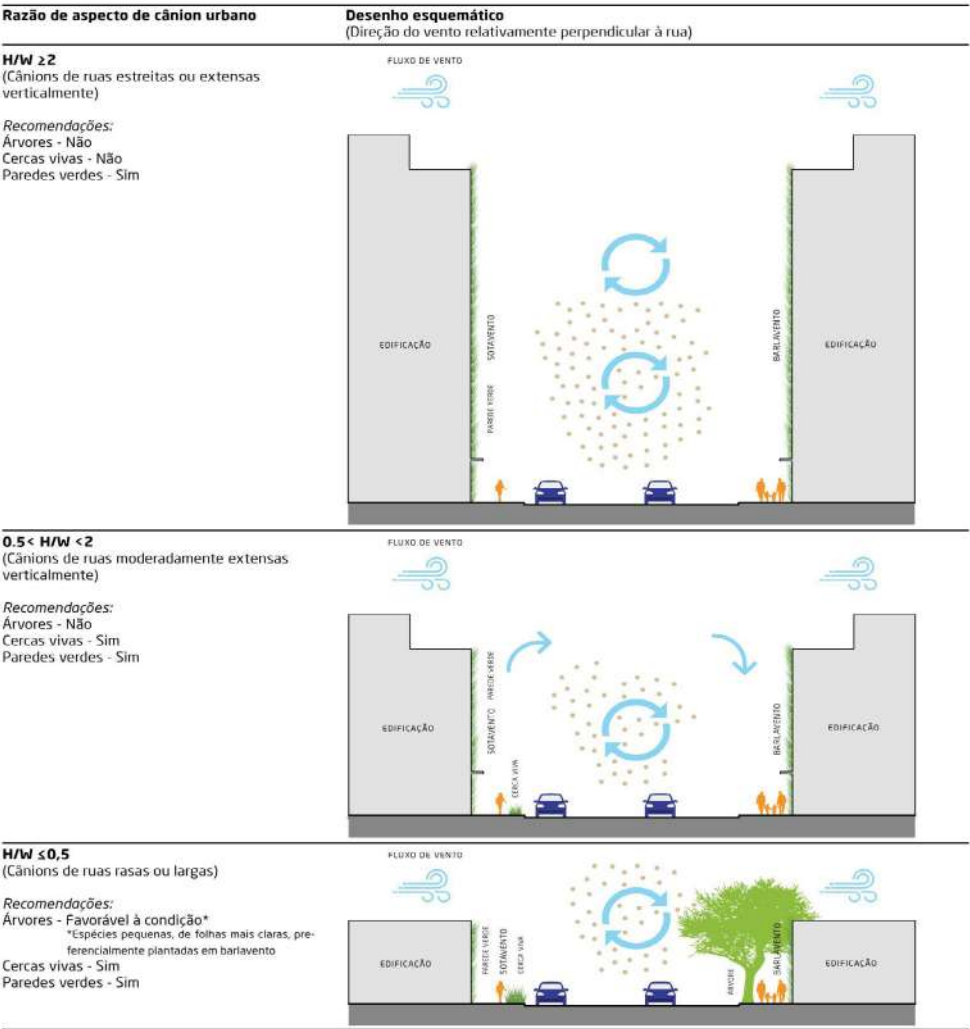 Razão de aspecto de cânion urbano
Desenho esquemático
(Direção do vento relativamente perpendicular à rua)
H/W ≥2
(Cânions de ruas estreitas ou extensas
verticalmente)
Recomendações:
Árvores - Não
Cercas vivas - Não
Paredes verdes - Sim
FLUXO DE VENTO
EDIFICAÇÃO
PAREDE VERDE
SOTAVENTO
BARLAVENTO
EDIFICAÇÃO
0.5< H/W <2
(Cânions de ruas moderadamente extensas
verticalmente)
Recomendações:
Árvores - Não
Cercas vivas - Sim
Paredes verdes - Sim
FLUXO DE VENTO
EDIFICAÇÃO
SOTAVENTO
PAREDE VERDE
CERCA VIVA
BARLAVENTO
EDIFICAÇÃO
H/W ≤0,5
(Cânions de ruas rasas ou largas)
Recomendações:
Árvores - Favorável à condição*
*Espécies pequenas, de folhas mais claras, pre-
ferencialmente plantadas em barlavento
Cercas vivas - Sim
Paredes verdes - Sim
FLUXO DE VENTO
EDIFICAÇÃO
PAREDE VERDE
SOTAVENTO
CERCA VIVA
ÁRVORE
BARLAVENTO
EDIFICAÇÃO